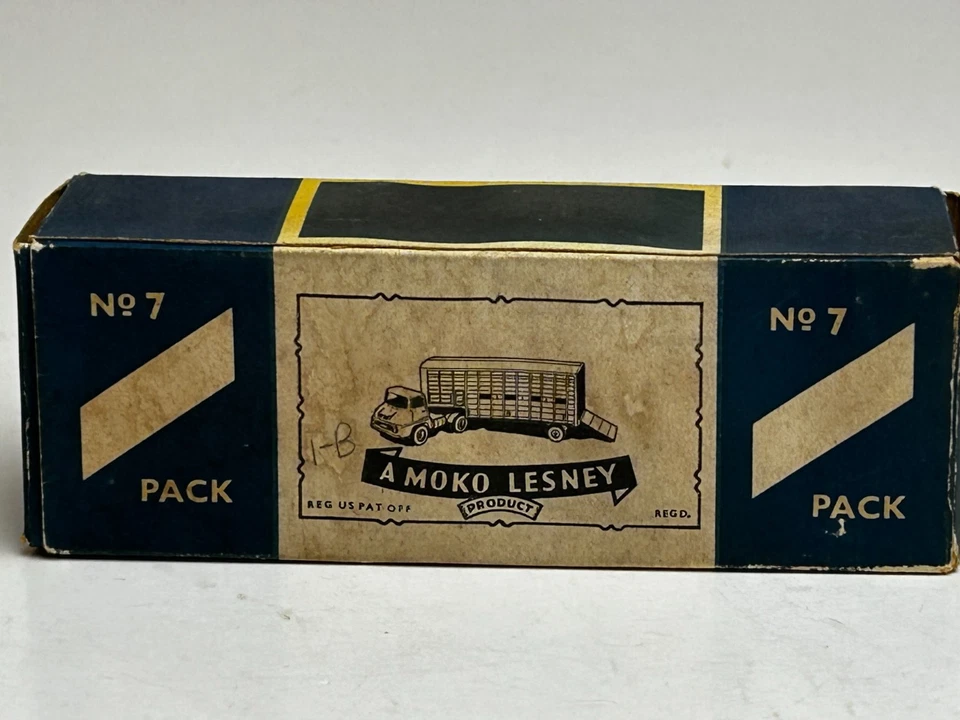 Nº 7
PACK
1-B
A MOKO LESNEY
PRODUCT
REG US PAT OFF
REGD.
Nº 7
PACK